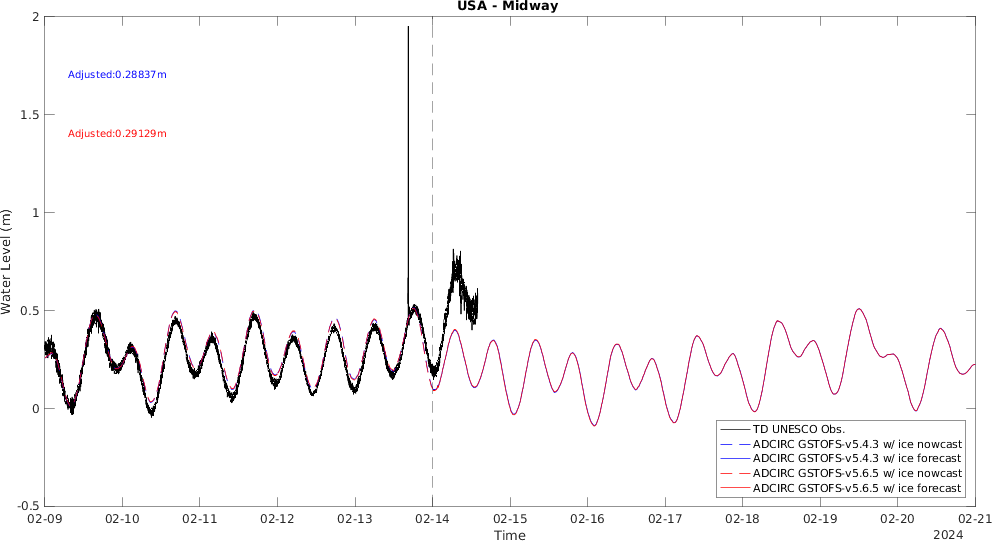 USA - Midway
2
1.5
1
0.5
0
-0.5
Water Level (m)
Adjusted:0.28837m
Adjusted:0.29129m
TD UNESCO Obs.
ADCIRC GSTOFS-v5.4.3 w/ ice nowcast
ADCIRC GSTOFS-v5.4.3 w/ ice forecast
ADCIRC GSTOFS-v5.6.5 w/ ice nowcast
ADCIRC GSTOFS-v5.6.5 w/ ice forecast
02-09 02-10 02-11 02-12 02-13 02-14 02-15 02-16 02-17 02-18 02-19 02-20 02-21
Time
2024